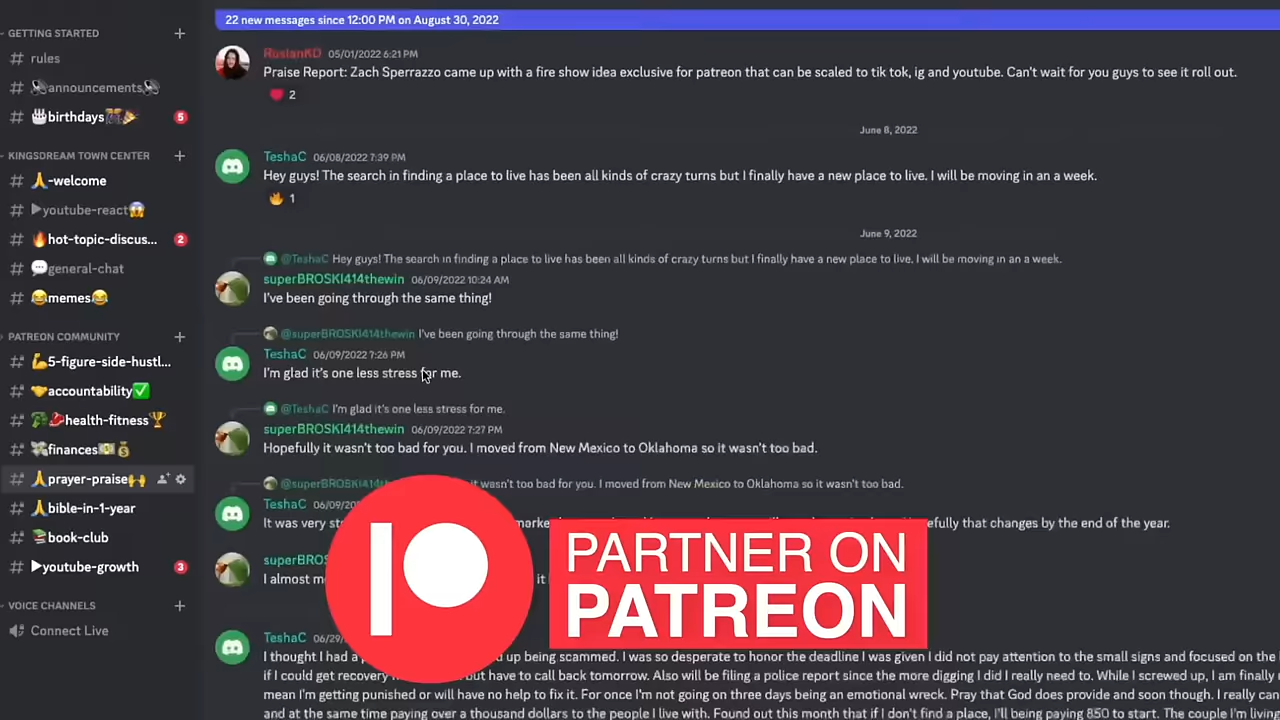 22 new messages since 12:00 PM on August 30, 2022
GETTING STARTED
rules
announcements
birthdays
5
KINGSDREAM TOWN CENTER
-welcome
youtube-react
hot-topic-discus...
2
general-chat
memes
PATREON COMMUNITY
5-figure-side-hustl...
accountability
health-fitness
finances
prayer-praise
bible-in-1-year
book-club
youtube-growth
3
VOICE CHANNELS
Connect Live
RuslanKD 05/01/2022 6:21 PM
Praise Report: Zach Sperrazzo came up with a fire show idea exclusive for patreon that can be scaled to tik tok, ig and youtube. Can't wait for you guys to see it roll out.
2
June 8, 2022
TeshaC 06/08/2022 7:39 PM
Hey guys! The search in finding a place to live has been all kinds of crazy turns but I finally have a new place to live. I will be moving in an a week.
1
June 9, 2022
@TeshaC Hey guys! The search in finding a place to live has been all kinds of crazy turns but I finally have a new place to live. I will be moving in an a week.
superBROSKI414thewin 06/09/2022 10:24 AM
I've been going through the same thing!
@superBROSKI414thewin I've been going through the same thing!
TeshaC 06/09/2022 7:26 PM
I'm glad it's one less stress for me.
@TeshaC I'm glad it's one less stress for me.
superBROSKI414thewin 06/09/2022 7:27 PM
Hopefully it wasn't too bad for you. I moved from New Mexico to Oklahoma so it wasn't too bad.
@superBROSKI414 it wasn't too bad for you. I moved from New Mexico to Oklahoma so it wasn't too bad.
TeshaC 06/09/
It was very changes by the end of the year.
superBROS
I almost it
PARTNER ON
PATREON
TeshaC 06/29/
I thought I had a up being scammed. I was so desperate to honor the deadline I was given I did not pay attention to the small signs and focused on the
if I could get recovery but have to call back tomorrow. Also will be filing a police report since the more digging I did I really need to. While I screwed up, I am finally
mean I'm getting punished or will have no help to fix it. For once I'm not going on three days being an emotional wreck. Pray that God does provide and soon though. I really
and at the same time paying over a thousand dollars to the people I live with. Found out this month that if I don't find a place, I'll being paying 850 to start. The couple I'm